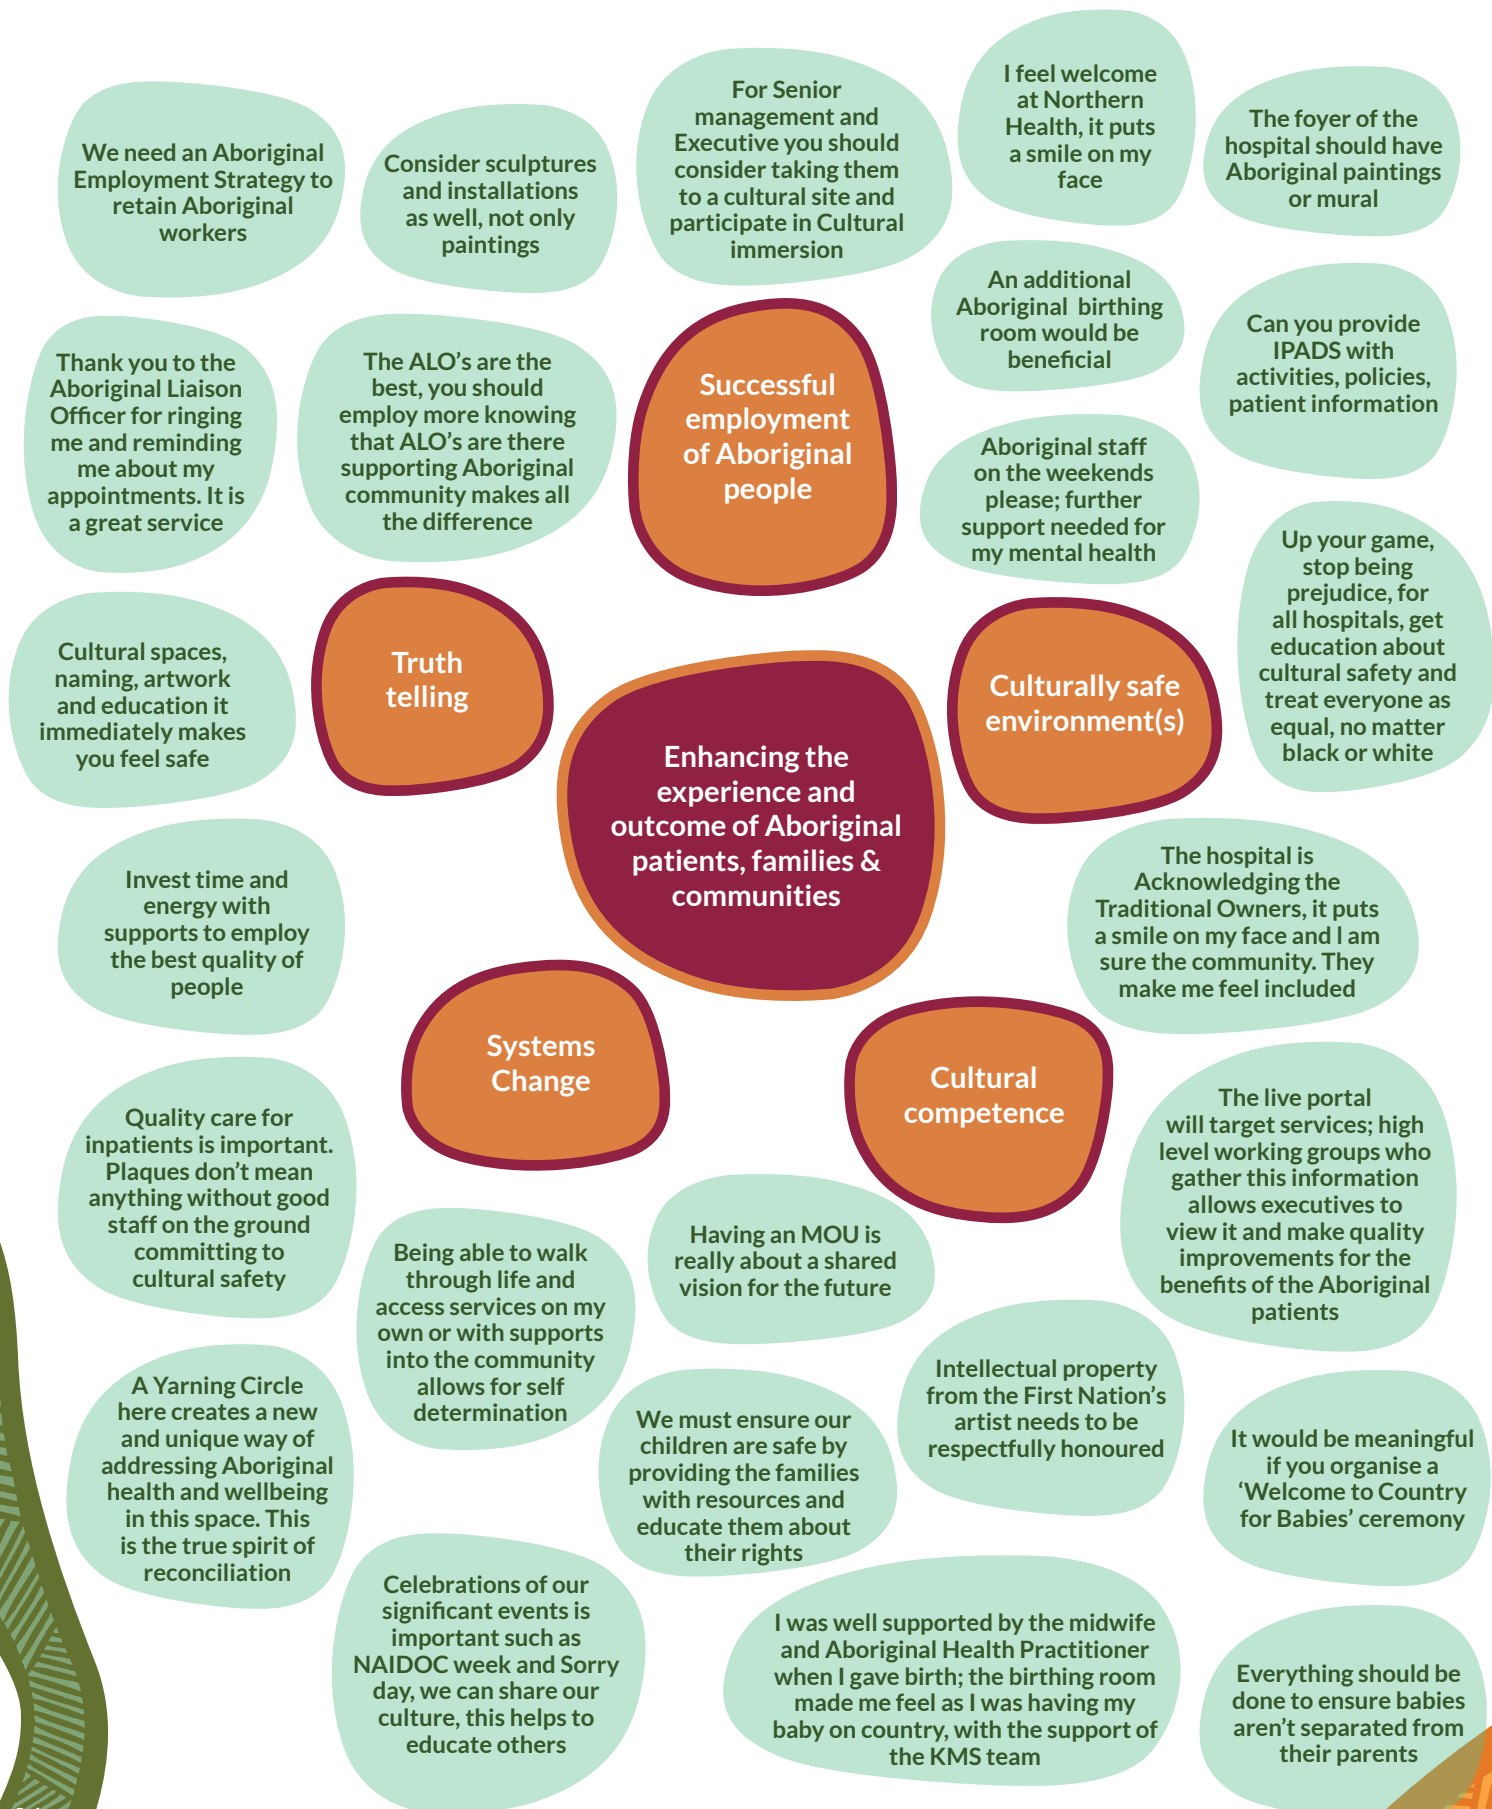 We need an Aboriginal
Employment Strategy to
retain Aboriginal
workers
Consider sculptures
and installations
as well, not only
paintings
For Senior
management and
Executive you should
consider taking them
to a cultural site and
participate in Cultural
immersion
I feel welcome
at Northern
Health, it puts
a smile on my
face
The foyer of the
hospital should have
Aboriginal paintings
or mural
Thank you to the
Aboriginal Liaison
Officer for ringing
me and reminding
me about my
appointments. It is
a great service
The ALO's are the
best, you should
employ more knowing
that ALO's are there
supporting Aboriginal
community makes all
the difference
Successful
employment
of Aboriginal
people
An additional
Aboriginal birthing
room would be
beneficial
Can you provide
IPADS with
activities, policies,
patient information
Aboriginal staff
on the weekends
please; further
support needed for
my mental health
Up your game,
stop being
prejudice, for
all hospitals, get
education about
cultural safety and
treat everyone as
equal, no matter
black or white
Cultural spaces,
naming, artwork
and education it
immediately makes
you feel safe
Truth
telling
Culturally safe
environment(s)
Enhancing the
experience and
outcome of Aboriginal
patients, families &
communities
Invest time and
energy with
supports to employ
the best quality of
people
The hospital is
Acknowledging the
Traditional Owners, it puts
a smile on my face and I am
sure the community. They
make me feel included
Systems
Change
Cultural
competence
Quality care for
inpatients is important.
Plaques don't mean
anything without good
staff on the ground
committing to
cultural safety
The live portal
will target services; high
level working groups who
gather this information
allows executives to
view it and make quality
improvements for the
benefits of the Aboriginal
patients
Being able to walk
through life and
access services on my
own or with supports
into the community
allows for self
determination
Having an MOU is
really about a shared
vision for the future
A Yarning Circle
here creates a new
and unique way of
addressing Aboriginal
health and wellbeing
in this space. This
is the true spirit of
reconciliation
We must ensure our
children are safe by
providing the families
with resources and
educate them about
their rights
Intellectual property
from the First Nation's
artist needs to be
respectfully honoured
It would be meaningful
if you organise a
‘Welcome to Country
for Babies’ ceremony
Celebrations of our
significant events is
important such as
NAIDOC week and Sorry
day, we can share our
culture, this helps to
educate others
I was well supported by the midwife
and Aboriginal Health Practitioner
when I gave birth; the birthing room
made me feel as I was having my
baby on country, with the support of
the KMS team
Everything should be
done to ensure babies
aren't separated from
their parents